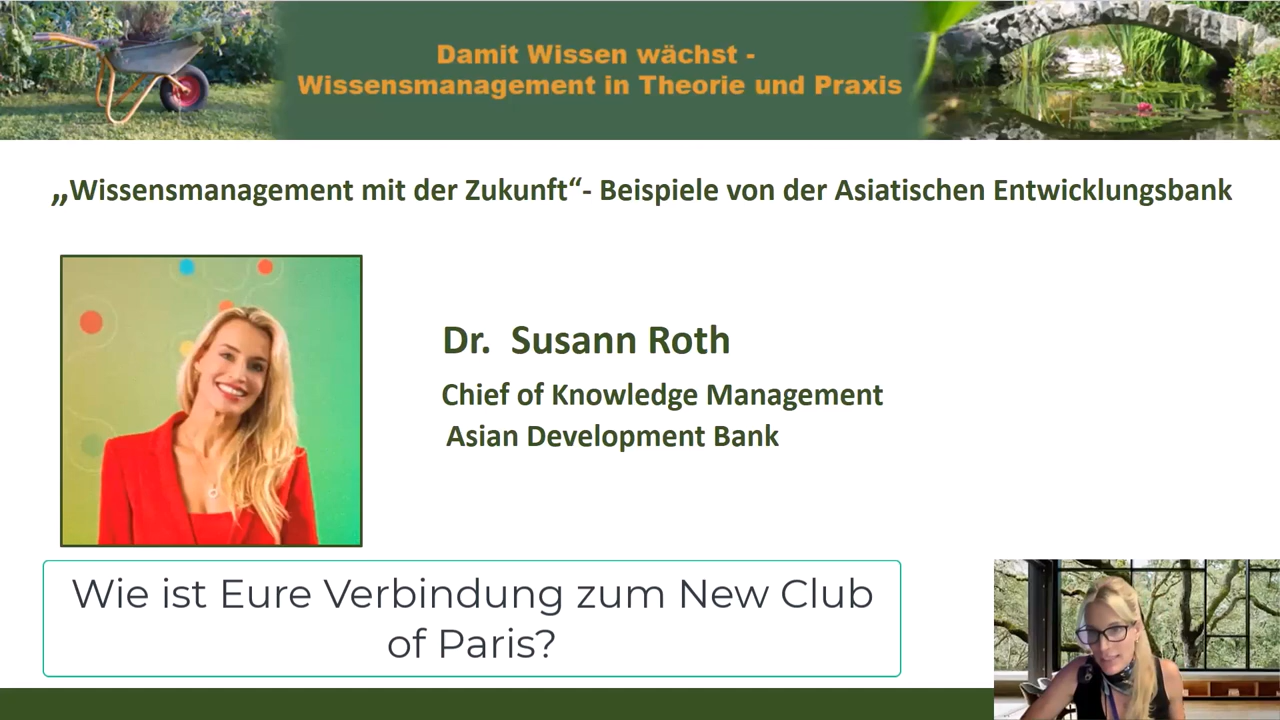 Damit Wissen wächst -
Wissensmanagement in Theorie und Praxis
„Wissensmanagement mit der Zukunft“- Beispiele von der Asiatischen Entwicklungsbank
Dr. Susann Roth
Chief of Knowledge Management
Asian Development Bank
Wie ist Eure Verbindung zum New Club
of Paris?